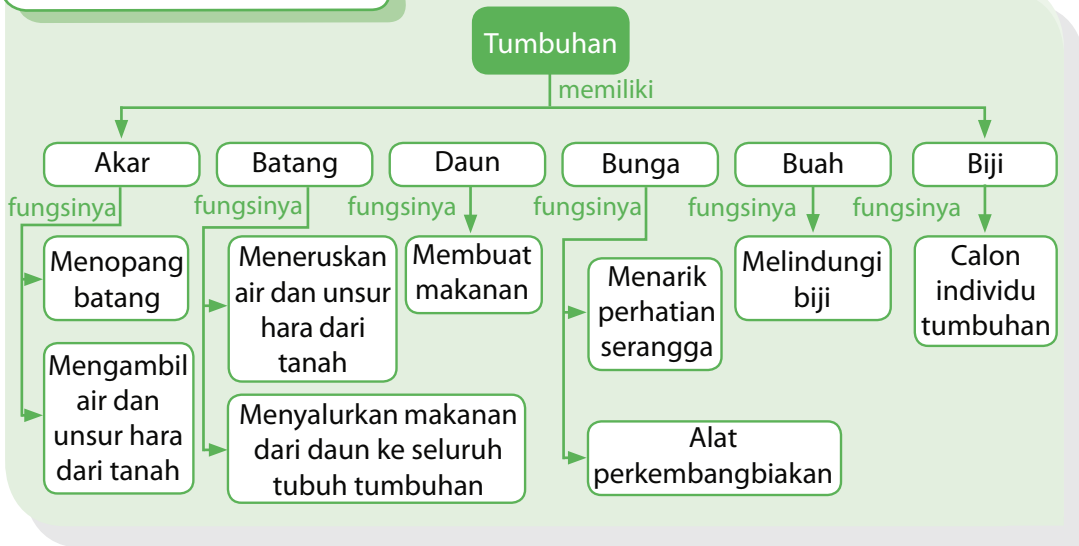 Tumbuhan
memiliki
Akar
Batang
Daun
Bunga
Buah
Biji
fungsinya
fungsinya
fungsinya
fungsinya
fungsinya
fungsinya
Menopang
batang
Mengambil
air dan
unsur hara
dari tanah
Meneruskan
air dan unsur
hara dari
tanah
Menyalurkan makanan
dari daun ke seluruh
tubuh tumbuhan
Membuat
makanan
Menarik
perhatian
serangga
Alat
perkembangbiakan
Melindungi
biji
Calon
individu
tumbuhan